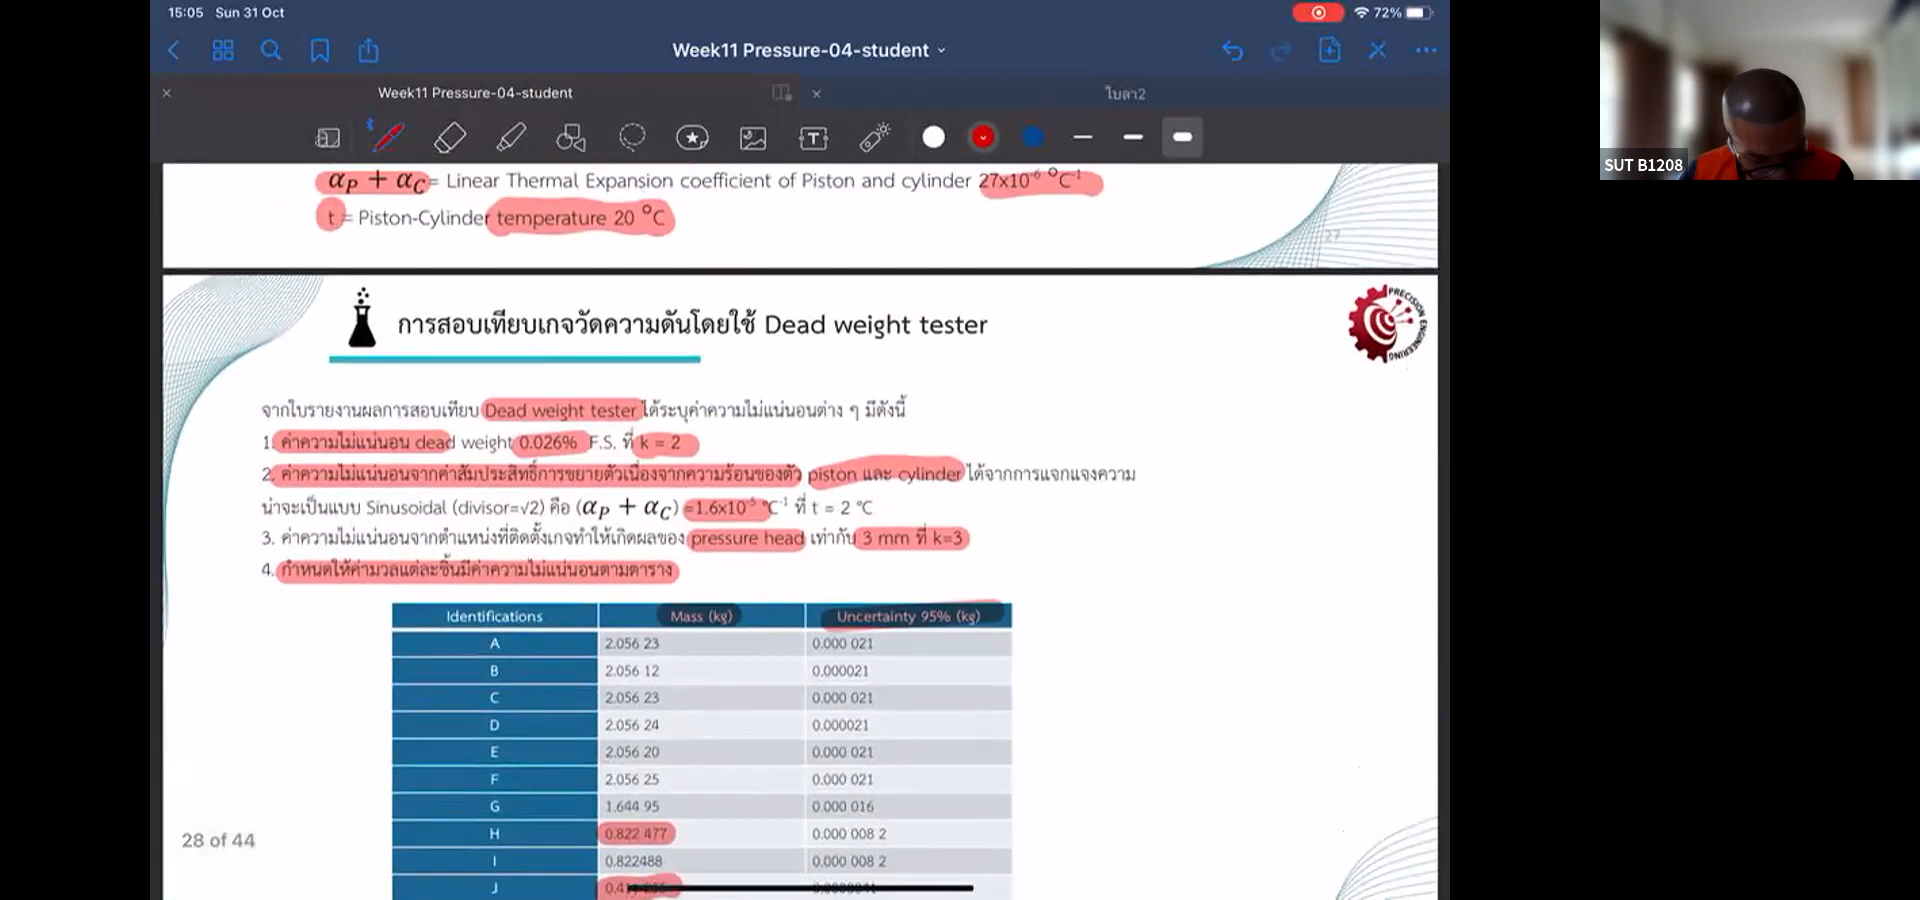 15:05 Sun 31 Oct
72%
Week11 Pressure-04-student
Week11 Pressure-04-student
ใบลา2
SUT B1208
αP + αC = Linear Thermal Expansion coefficient of Piston and cylinder 27x10⁻⁶ °C⁻¹
t = Piston-Cylinder temperature 20 °C
27
การสอบเทียบเกจวัดความดันโดยใช้ Dead weight tester
PRECISION ENGINEERING
จากใบรายงานผลการสอบเทียบ Dead weight tester ได้ระบุค่าความไม่แน่นอนต่าง ๆ มีดังนี้
1. ค่าความไม่แน่นอน dead weight 0.026% F.S. ที่ k = 2
2. ค่าความไม่แน่นอนจากค่าสัมประสิทธิ์การขยายตัวเนื่องจากความร้อนของตัว piston และ cylinder ได้จากการแจกแจงความ
น่าจะเป็นแบบ Sinusoidal (divisor=√2) คือ (αP + αC) =1.6x10⁻⁵ °C⁻¹ ที่ t = 2 °C
3. ค่าความไม่แน่นอนจากตำแหน่งที่ติดตั้งเกจทำให้เกิดผลของ pressure head เท่ากับ 3 mm ที่ k=3
4. กำหนดให้ค่ามวลแต่ละชิ้นมีค่าความไม่แน่นอนตามตาราง
Identifications Mass (kg) Uncertainty 95% (kg)
A 2.056 23 0.000 021
B 2.056 12 0.000021
C 2.056 23 0.000 021
D 2.056 24 0.000021
E 2.056 20 0.000 021
F 2.056 25 0.000 021
G 1.644 95 0.000 016
H 0.822 477 0.000 008 2
I 0.822488 0.000 008 2
J
28 of 44